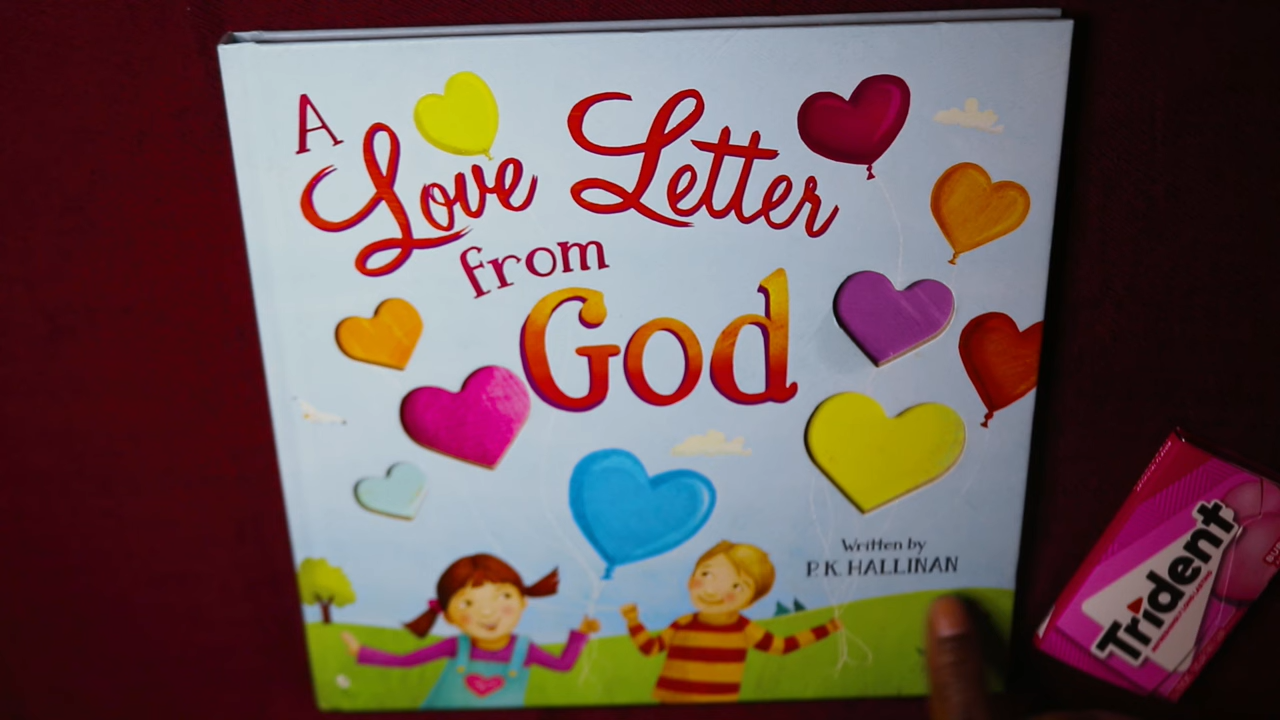 A
Love Letter
from
God
Written by
P. K. HALLINAN
Trident